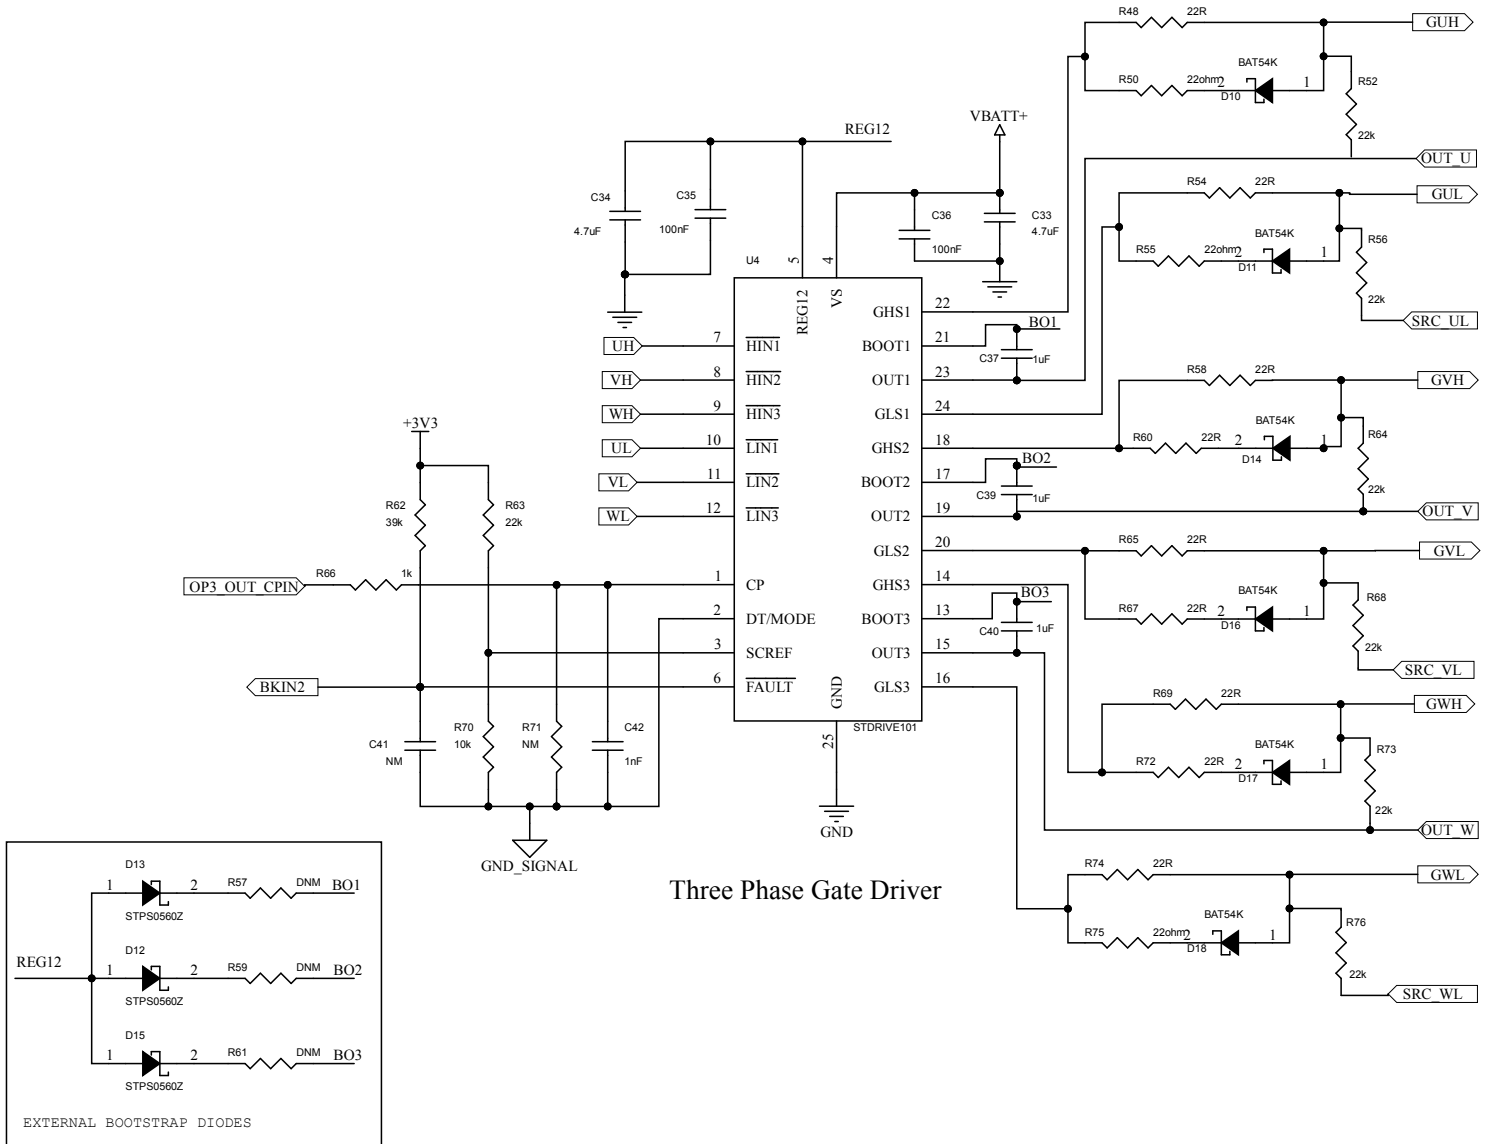 R48 22R GUH
BAT54K
R50 22ohm 2 1 R52
D10
22k
VBATT+
REG12
OUT_U
R54 22R GUL
C34 C35 C36 C33
4.7uF 100nF 100nF 4.7uF
BAT54K
R55 22ohm 2 1 R56
D11
22k
U4 5 4
REG12 VS
SRC_UL
GHS1 22
BO1
UH 7 HIN1 BOOT1 21
C37 1uF
R58 22R GVH
VH 8 HIN2 OUT1 23
WH 9 HIN3 GLS1 24
BAT54K
+3V3
UL 10 LIN1 GHS2 18
R60 22R 2 1 R64
D14
BO2
VL 11 LIN2 BOOT2 17
C39 1uF
22k
R62 R63
39k 22k
WL 12 LIN3 OUT2 19
OUT_V
GLS2 20
R65 22R GVL
R66 1k
OP3_OUT_CPIN 1 CP GHS3 14
BAT54K
BO3
2 DT/MODE BOOT3 13
C40 1uF
R67 22R 2 1 R68
D16
22k
3 SCREF OUT3 15
SRC_VL
BKIN2 6 FAULT GLS3 16
GND
25
STDRIVE101
R69 22R GWH
C41 R70 R71 C42
NM 10k NM 1nF
BAT54K
R72 22R 2 1 R73
D17
22k
GND
OUT_W
GND_SIGNAL
Three Phase Gate Driver
R74 22R GWL
BAT54K
R75 22ohm 2 1 R76
D18
22k
SRC_WL
D13
1 2 R57 DNM BO1
STPS0560Z
D12
REG12 1 2 R59 DNM BO2
STPS0560Z
D15
1 2 R61 DNM BO3
STPS0560Z
EXTERNAL BOOTSTRAP DIODES